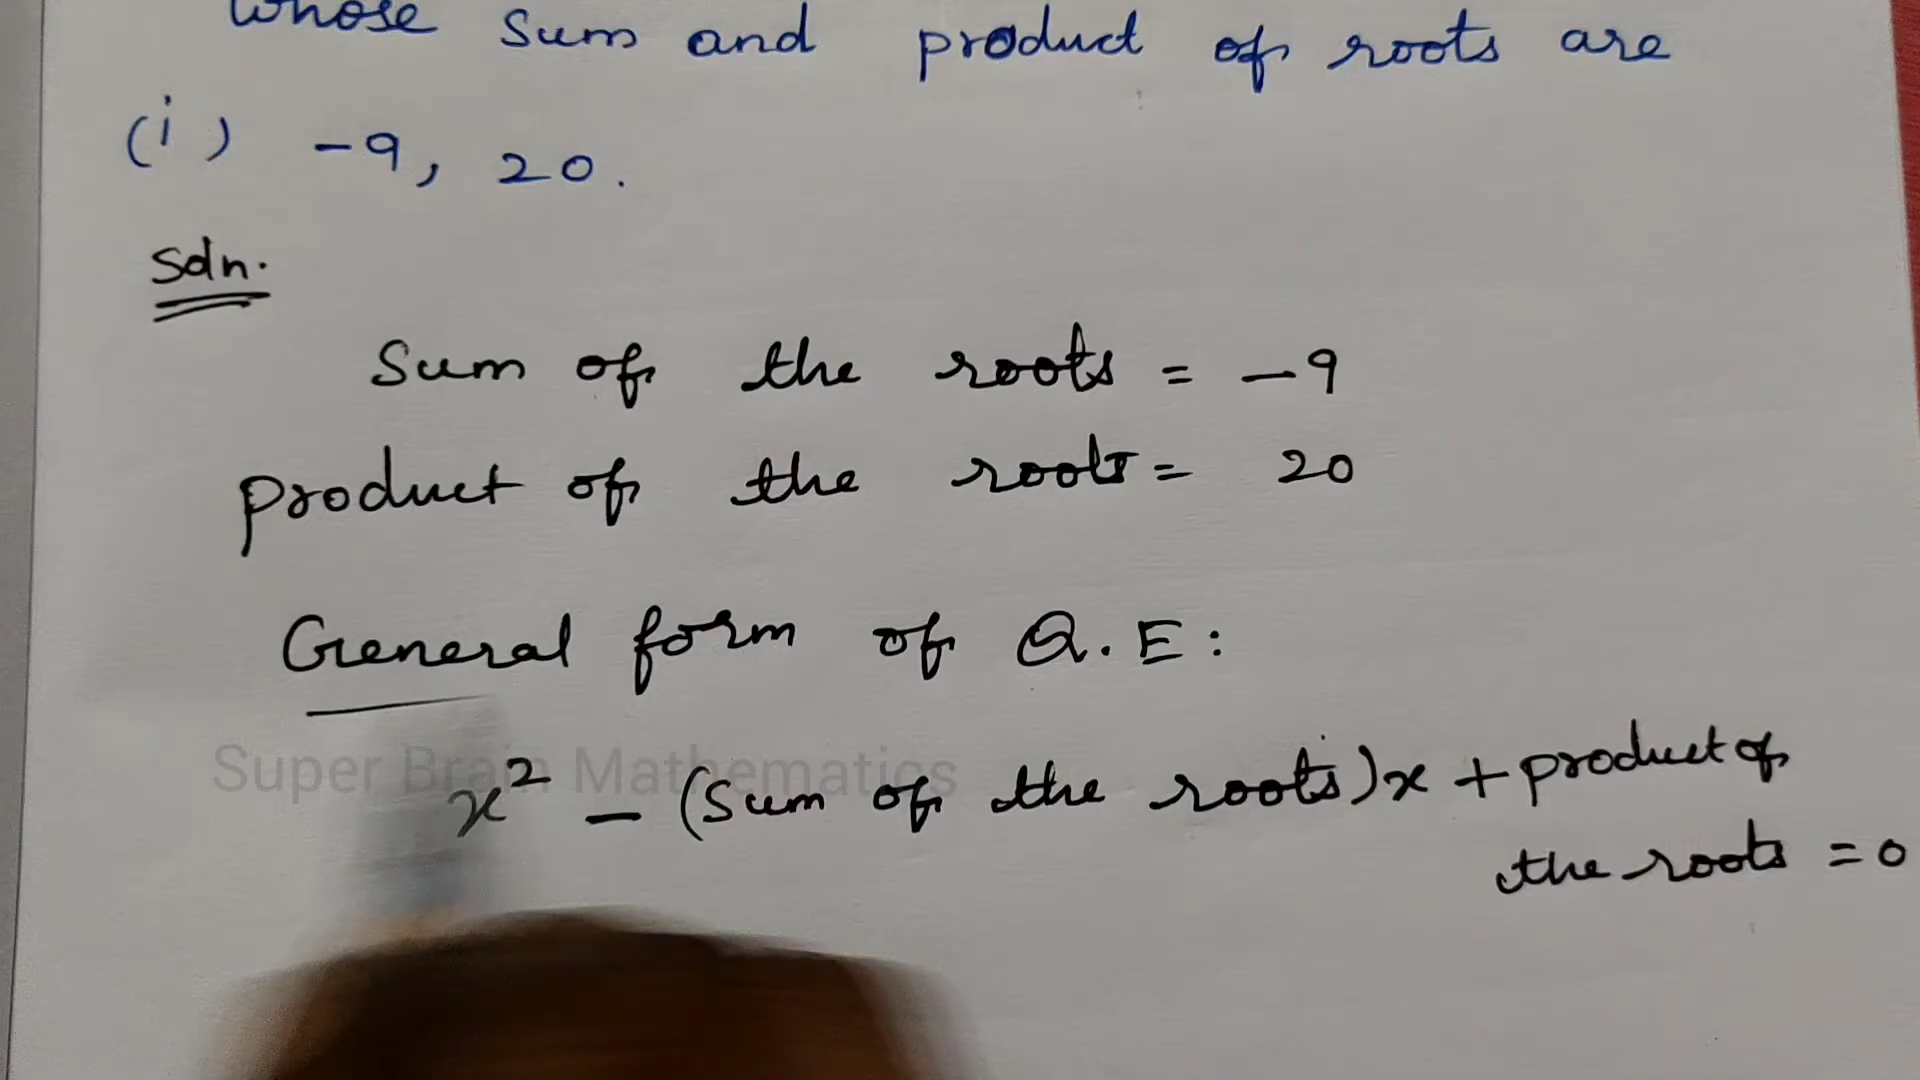 whose sum and product of roots are
(i) -9, 20.
Soln.
Sum of the roots = -9
product of the roots = 20
General form of Q.E:
Super Brain Mathematics
x² - (Sum of the roots)x + product of
the roots = 0